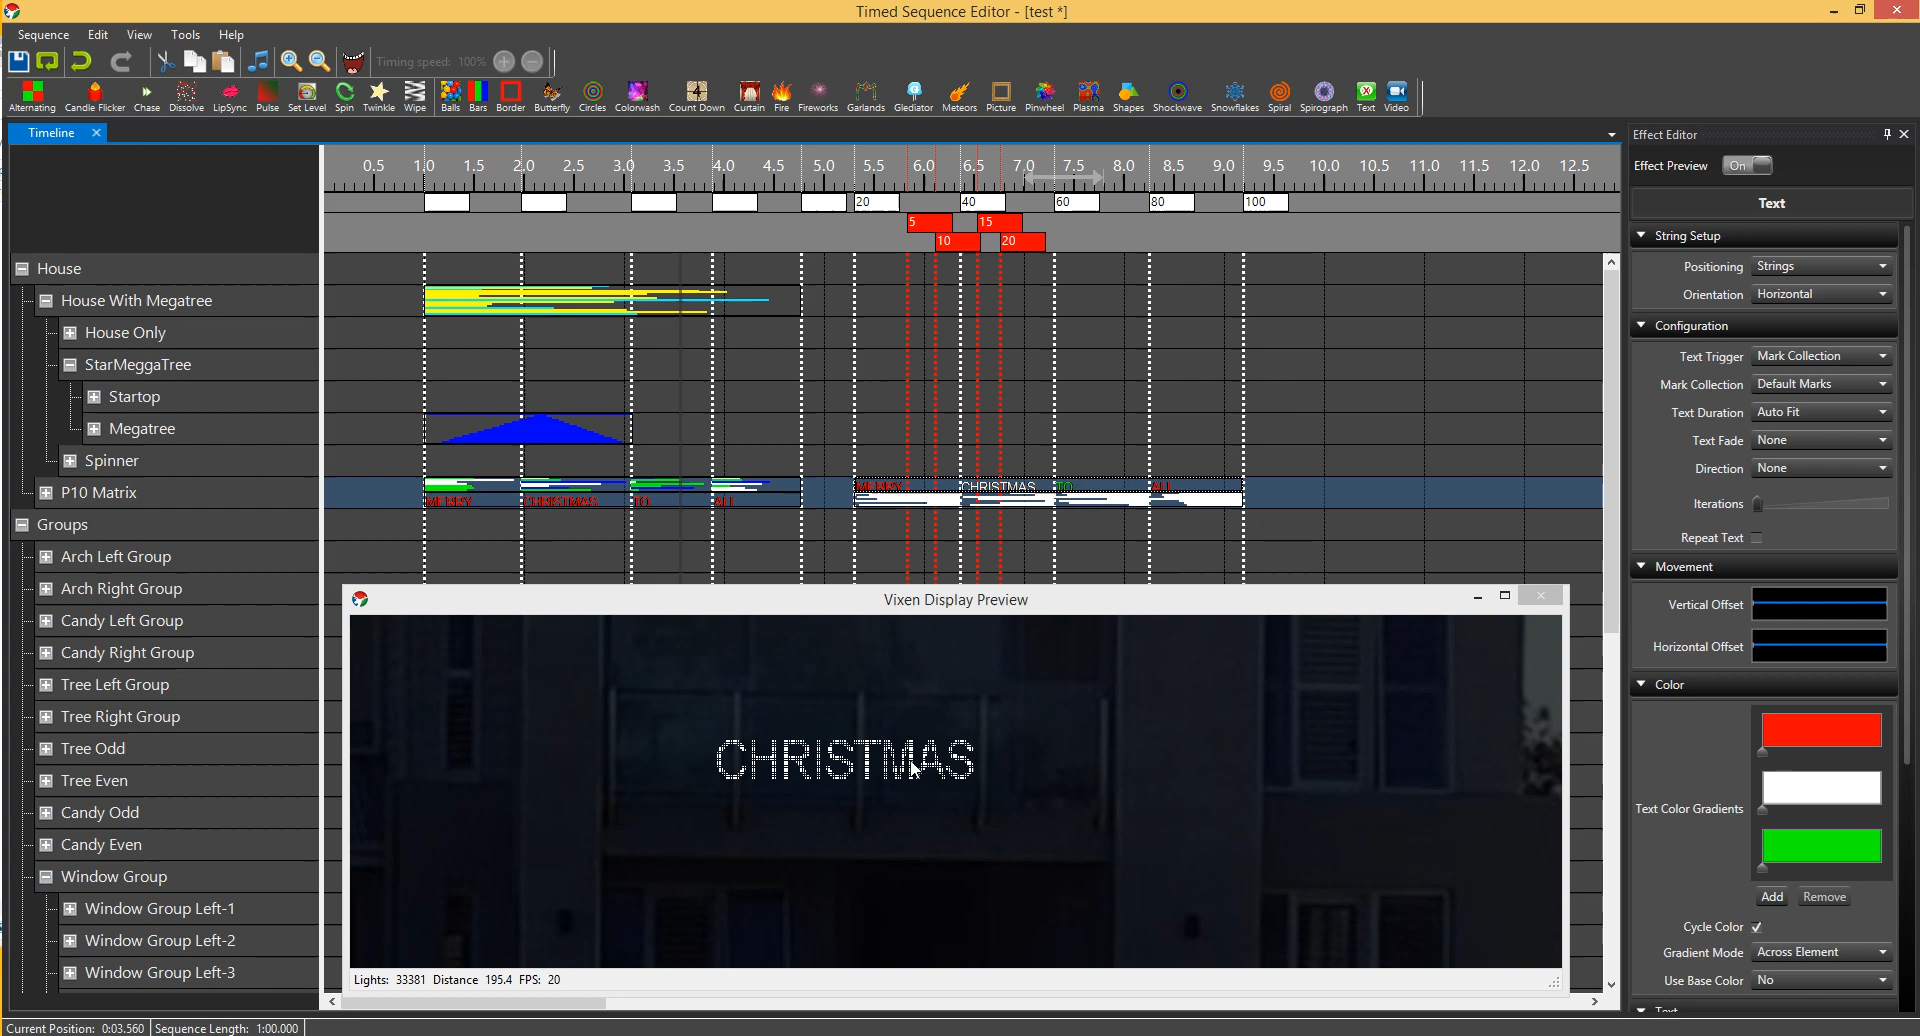 Timed Sequence Editor - [test *]
Sequence Edit View Tools Help
Timing speed: 100%
Alternating Candle Flicker Chase Dissolve LipSync Pulse Set Level Spin Twinkle Wipe Balls Bars Border Butterfly Circles Colorwash Count Down Curtain Fire Fireworks Garlands Glediator Meteors Picture Pinwheel Plasma Shapes Shockwave Snowflakes Spiral Spirograph Text Video
Timeline
0.5 1.0 1.5 2.0 2.5 3.0 3.5 4.0 4.5 5.0 5.5 6.0 6.5 7.0 7.5 8.0 8.5 9.0 9.5 10.0 10.5 11.0 11.5 12.0 12.5
20 40 60 80 100
5 15
10 20
House
House With Megatree
House Only
StarMeggaTree
Startop
Megatree
Spinner
P10 Matrix
MERRY CHRISTMAS TO ALL
MERRY CHRISTMAS TO ALL
Groups
Arch Left Group
Arch Right Group
Candy Left Group
Candy Right Group
Tree Left Group
Tree Right Group
Tree Odd
Tree Even
Candy Odd
Candy Even
Window Group
Window Group Left-1
Window Group Left-2
Window Group Left-3
Vixen Display Preview
CHRISTMAS
Lights: 33381 Distance 195.4 FPS: 20
Effect Editor
Effect Preview On
Text
String Setup
Positioning Strings
Orientation Horizontal
Configuration
Text Trigger Mark Collection
Mark Collection Default Marks
Text Duration Auto Fit
Text Fade None
Direction None
Iterations
Repeat Text
Movement
Vertical Offset
Horizontal Offset
Color
Text Color Gradients
Add Remove
Cycle Color
Gradient Mode Across Element
Use Base Color No
Text
Current Position: 0:03.560 Sequence Length: 1:00.000